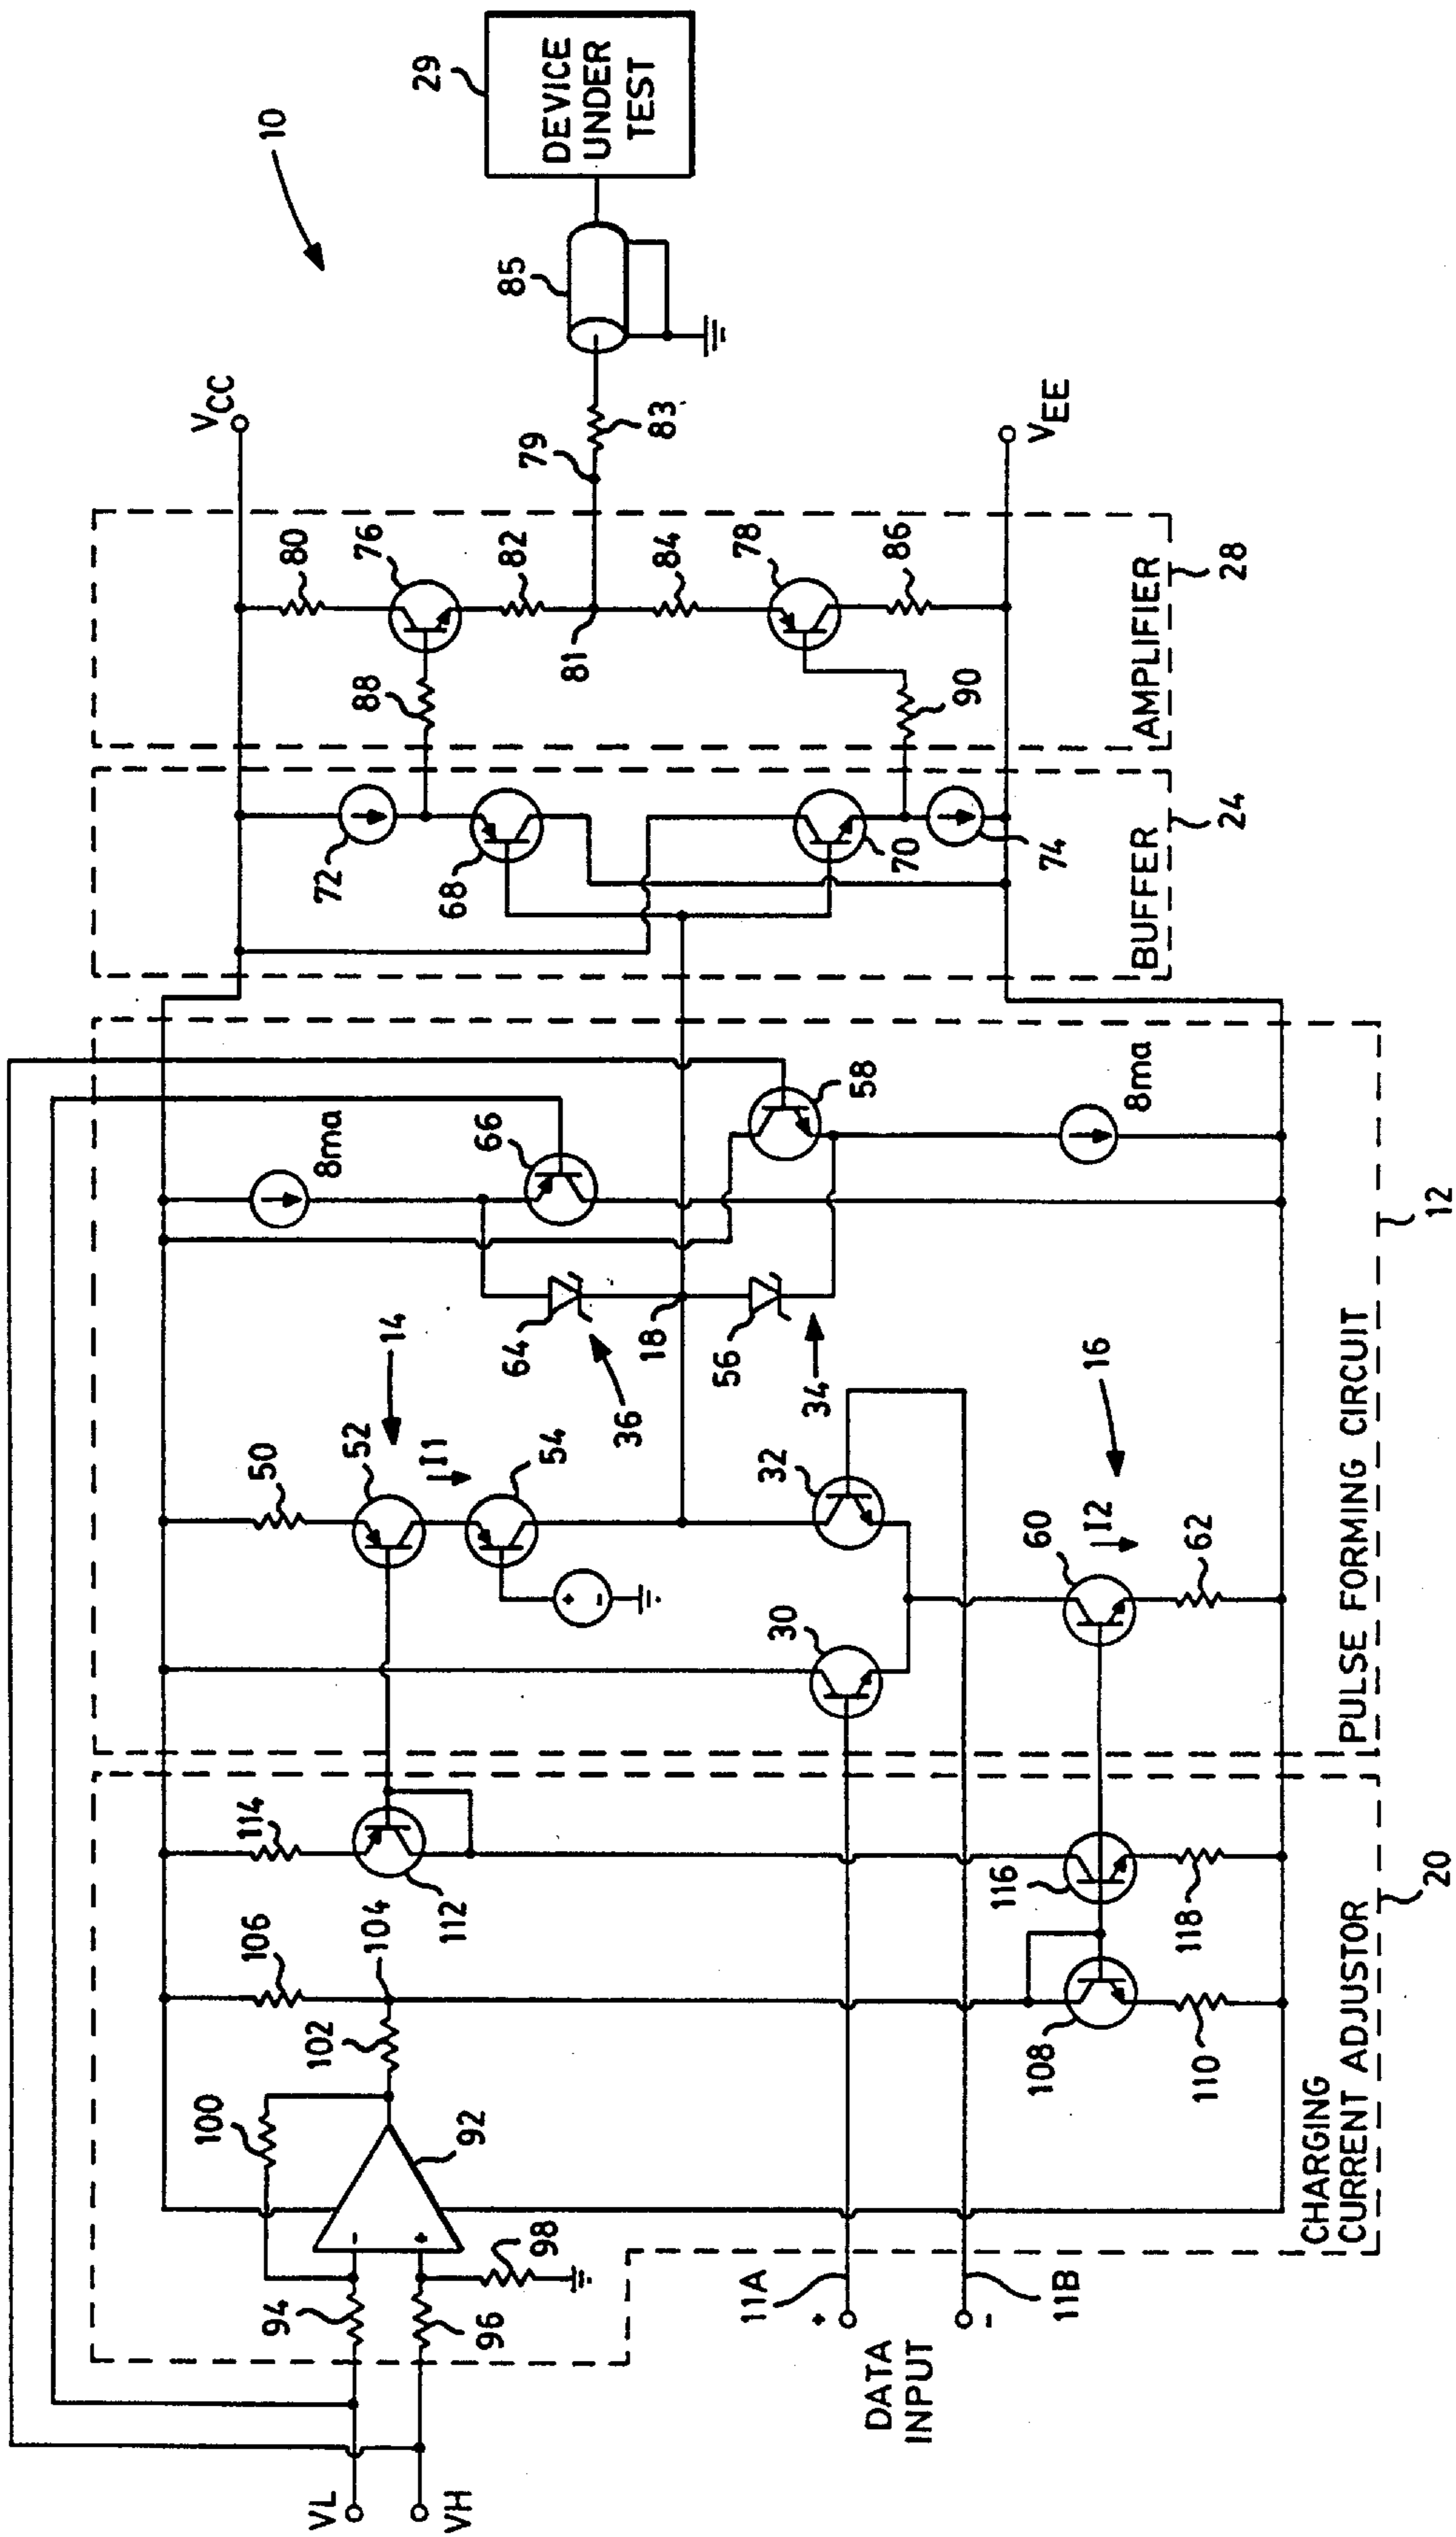 10
29
DEVICE
UNDER
TEST
85
83
79
VCC
VEE
80
76
82
81
84
78
86
88
90
AMPLIFIER
28
72
68
70
74
BUFFER
24
8ma
66
58
8ma
64
36
18
56
34
14
50
52
I1
54
32
30
16
60
I2
62
PULSE FORMING CIRCUIT
12
114
112
106
104
102
100
92
94
96
98
116
118
108
110
CHARGING
CURRENT ADJUSTOR
20
-
+
VL
VH
DATA
INPUT
+
-
11A
11B
+
-